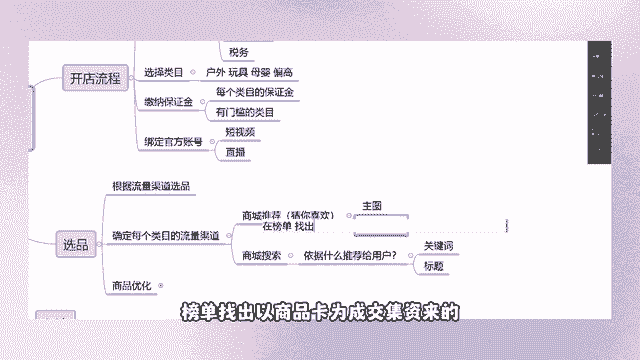 税务
开店流程
选择类目
户外 玩具 母婴 偏高
缴纳保证金
每个类目的保证金
有门槛的类目
绑定官方账号
短视频
直播
选品
根据流量渠道选品
确定每个类目的流量渠道
商城推荐（猜你喜欢）
主图
在榜单 找出
商城搜索
依据什么推荐给用户？
关键词
标题
商品优化
榜单找出以商品卡为成交集资来的